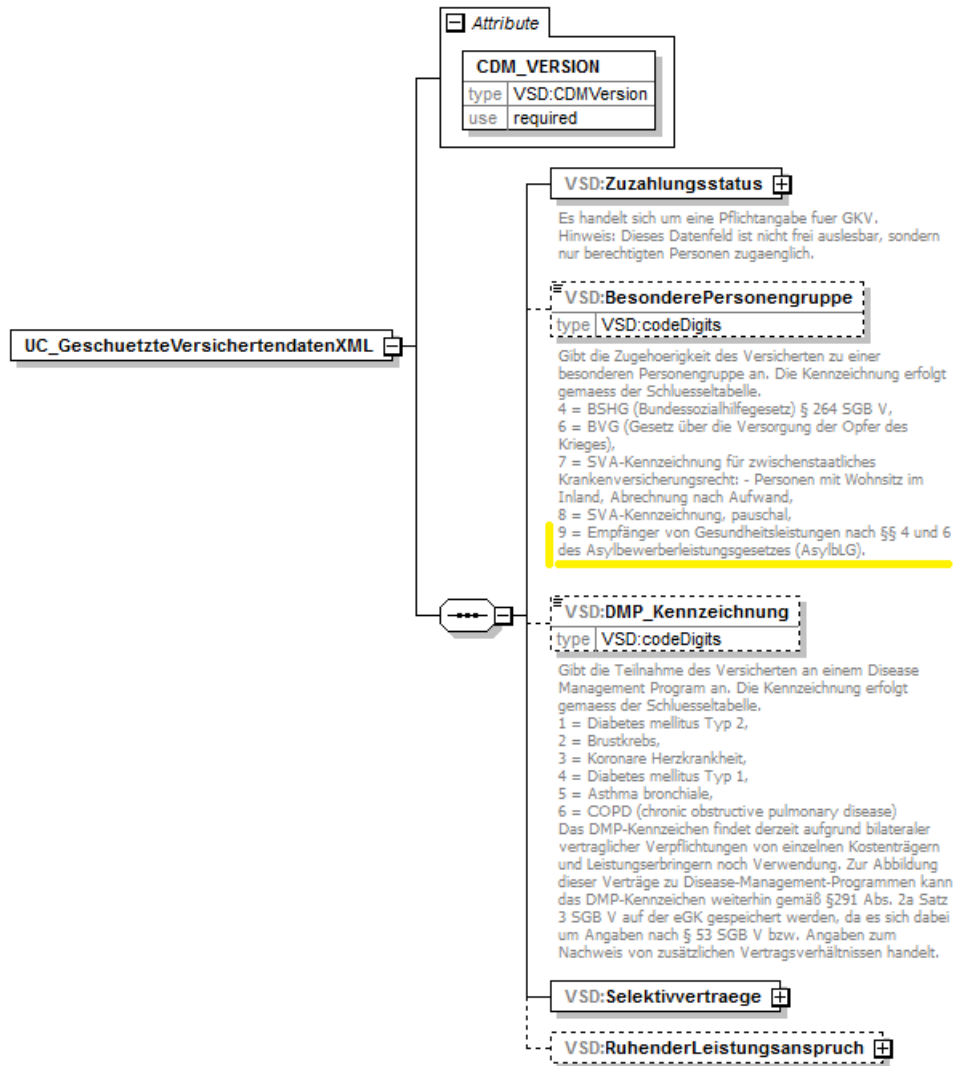 Attribute
CDM_VERSION
type VSD:CDMVersion
use required
VSD:Zuzahlungsstatus
Es handelt sich um eine Pflichtangabe fuer GKV.
Hinweis: Dieses Datenfeld ist nicht frei auslesbar, sondern
nur berechtigten Personen zugaenglich.
VSD:BesonderePersonengruppe
type VSD:codeDigits
UC_GeschuetzteVersichertendatenXML
Gibt die Zugehoerigkeit des Versicherten zu einer
besonderen Personengruppe an. Die Kennzeichnung erfolgt
gemaess der Schluesseltabelle.
4 = BSHG (Bundessozialhilfegesetz) § 264 SGB V,
6 = BVG (Gesetz über die Versorgung der Opfer des
Krieges),
7 = SVA-Kennzeichnung für zwischenstaatliches
Krankenversicherungsrecht: - Personen mit Wohnsitz im
Inland, Abrechnung nach Aufwand,
8 = SVA-Kennzeichnung, pauschal,
9 = Empfänger von Gesundheitsleistungen nach §§ 4 und 6
des Asylbewerberleistungsgesetzes (AsylbLG).
VSD:DMP_Kennzeichnung
type VSD:codeDigits
Gibt die Teilnahme des Versicherten an einem Disease
Management Program an. Die Kennzeichnung erfolgt
gemaess der Schluesseltabelle.
1 = Diabetes mellitus Typ 2,
2 = Brustkrebs,
3 = Koronare Herzkrankheit,
4 = Diabetes mellitus Typ 1,
5 = Asthma bronchiale,
6 = COPD (chronic obstructive pulmonary disease)
Das DMP-Kennzeichen findet derzeit aufgrund bilateraler
vertraglicher Verpflichtungen von einzelnen Kostenträgern
und Leistungserbringern noch Verwendung. Zur Abbildung
dieser Verträge zu Disease-Management-Programmen kann
das DMP-Kennzeichen weiterhin gemäß §291 Abs. 2a Satz
3 SGB V auf der eGK gespeichert werden, da es sich dabei
um Angaben nach § 53 SGB V bzw. Angaben zum
Nachweis von zusätzlichen Vertragsverhältnissen handelt.
VSD:Selektivvertraege
VSD:RuhenderLeistungsanspruch